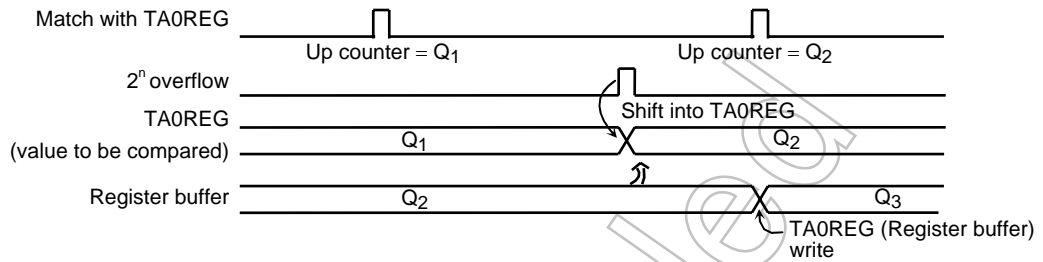 Match with TA0REG
Up counter = Q1 Up counter = Q2
2n overflow
Shift into TA0REG
TA0REG
(value to be compared) Q1 Q2
Register buffer Q2 Q3
TA0REG (Register buffer)
write